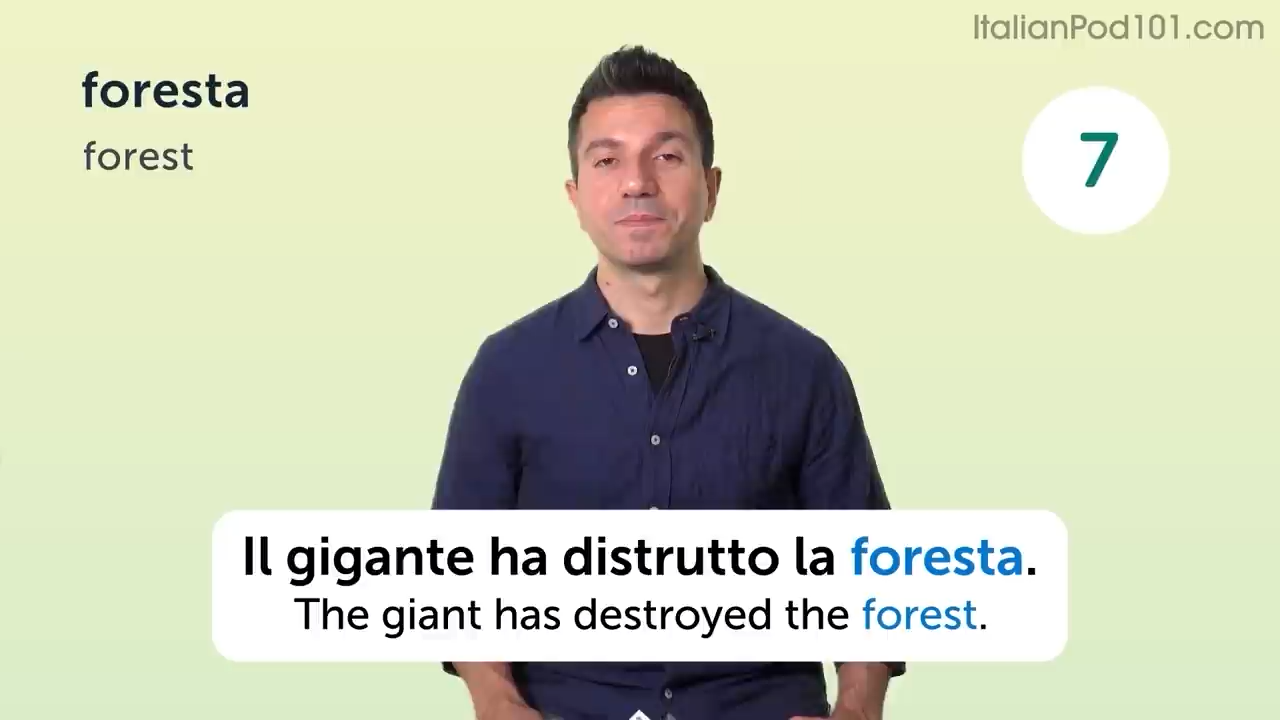 ItalianPod101.com
foresta
forest
7
Il gigante ha distrutto la foresta.
The giant has destroyed the forest.